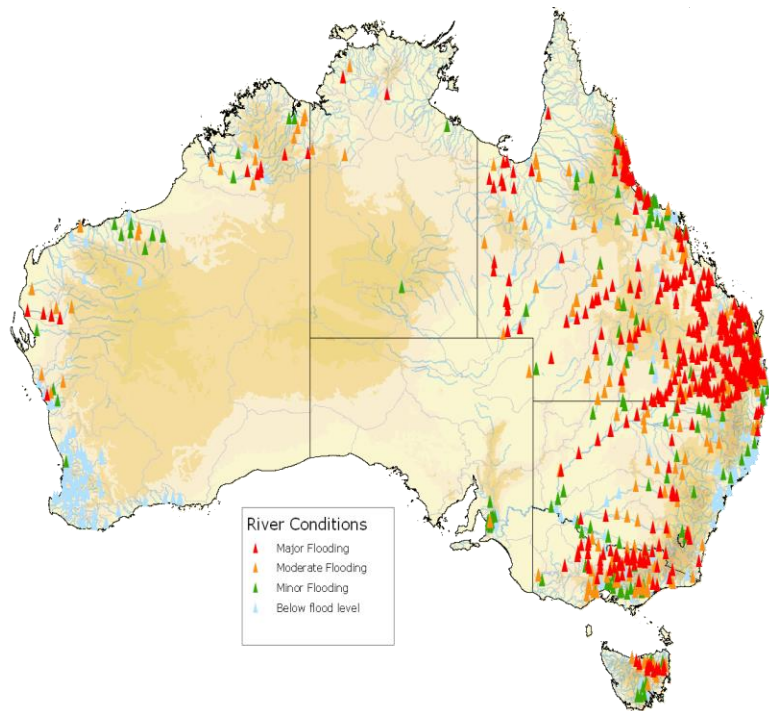 River Conditions
Major Flooding
Moderate Flooding
Minor Flooding
Below flood level